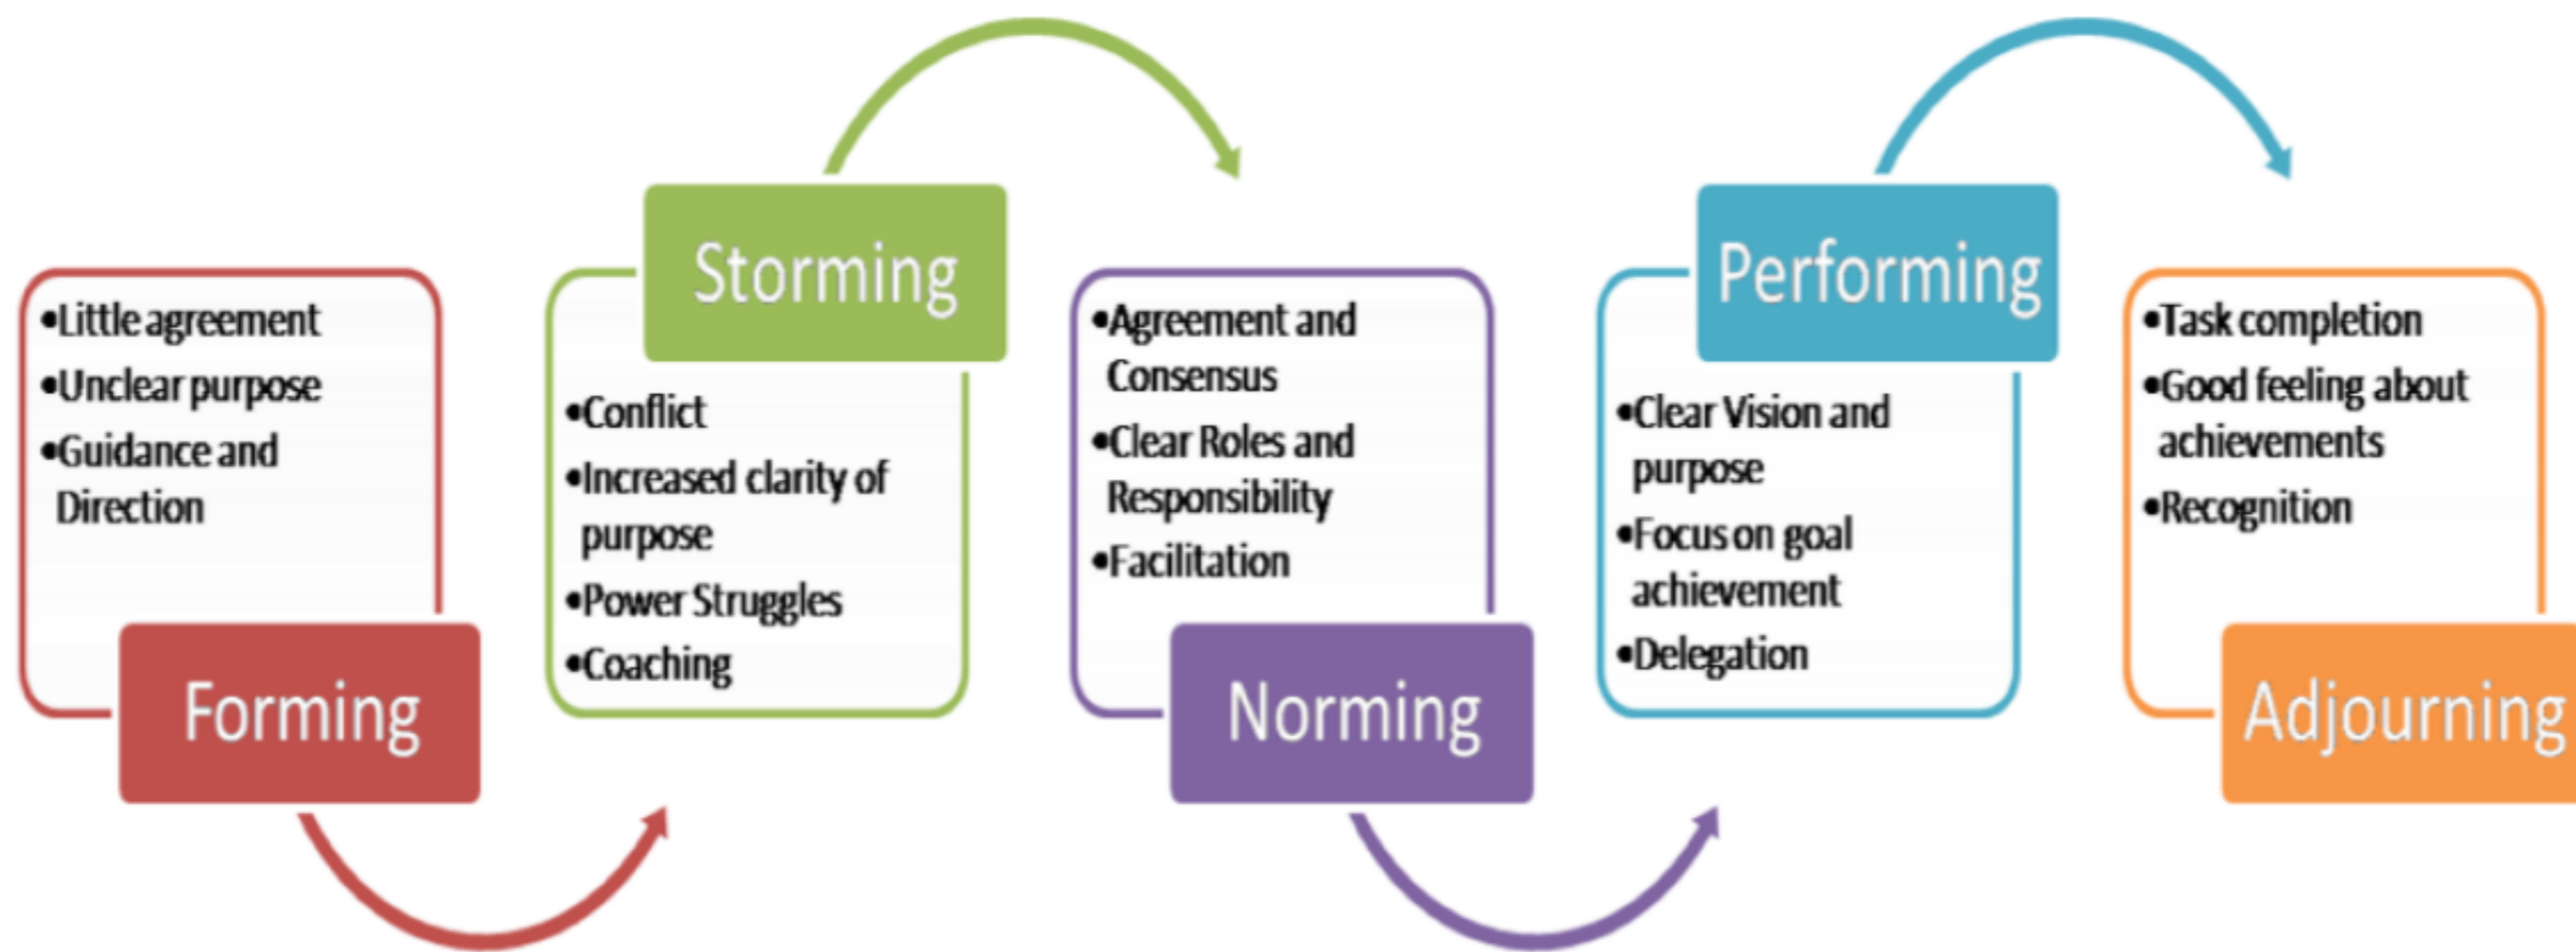 •Little agreement
•Unclear purpose
•Guidance and
Direction
Forming
Storming
•Conflict
•Increased clarity of
purpose
•Power Struggles
•Coaching
•Agreement and
Consensus
•Clear Roles and
Responsibility
•Facilitation
Norming
Performing
•Clear Vision and
purpose
•Focus on goal
achievement
•Delegation
•Task completion
•Good feeling about
achievements
•Recognition
Adjourning